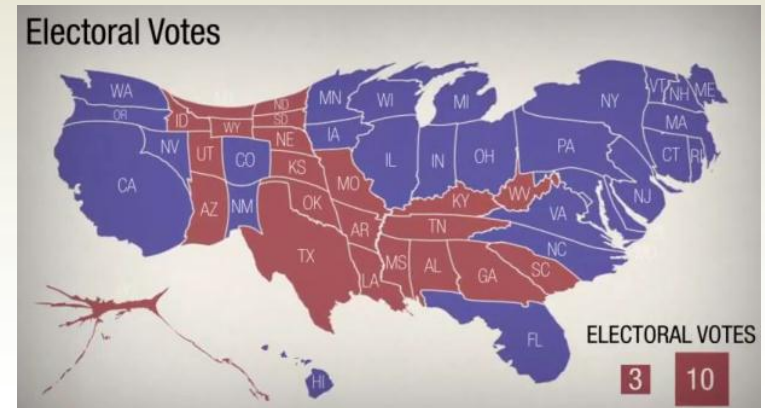 Electoral Votes
WA
OR
ID
ND
SD
MN
WI
MI
NY
VT
NH
ME
MA
CT
RI
NJ
PA
WY
NE
IA
NV
UT
CO
KS
MO
IL
IN
OH
CA
AZ
NM
OK
AR
KY
WV
VA
TN
NC
SC
TX
LA
MS
AL
GA
FL
HI
ELECTORAL VOTES
3 10